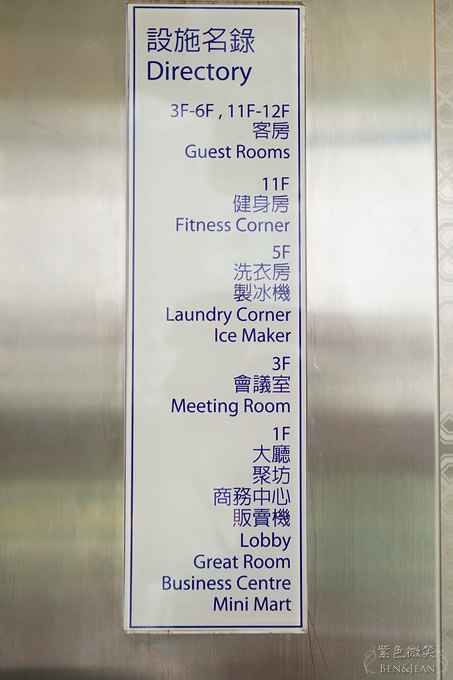 設施名錄
Directory
3F-6F , 11F-12F
客房
Guest Rooms
11F
健身房
Fitness Corner
5F
洗衣房
製冰機
Laundry Corner
Ice Maker
3F
會議室
Meeting Room
1F
大廳
聚坊
商務中心
販賣機
Lobby
Great Room
Business Centre
Mini Mart
紫色微笑
BEN&JEAN